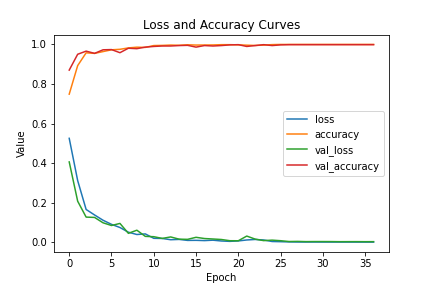 Loss and Accuracy Curves
1.0
0.8
0.6
0.4
0.2
0.0
Value
loss
accuracy
val_loss
val_accuracy
0 5 10 15 20 25 30 35
Epoch